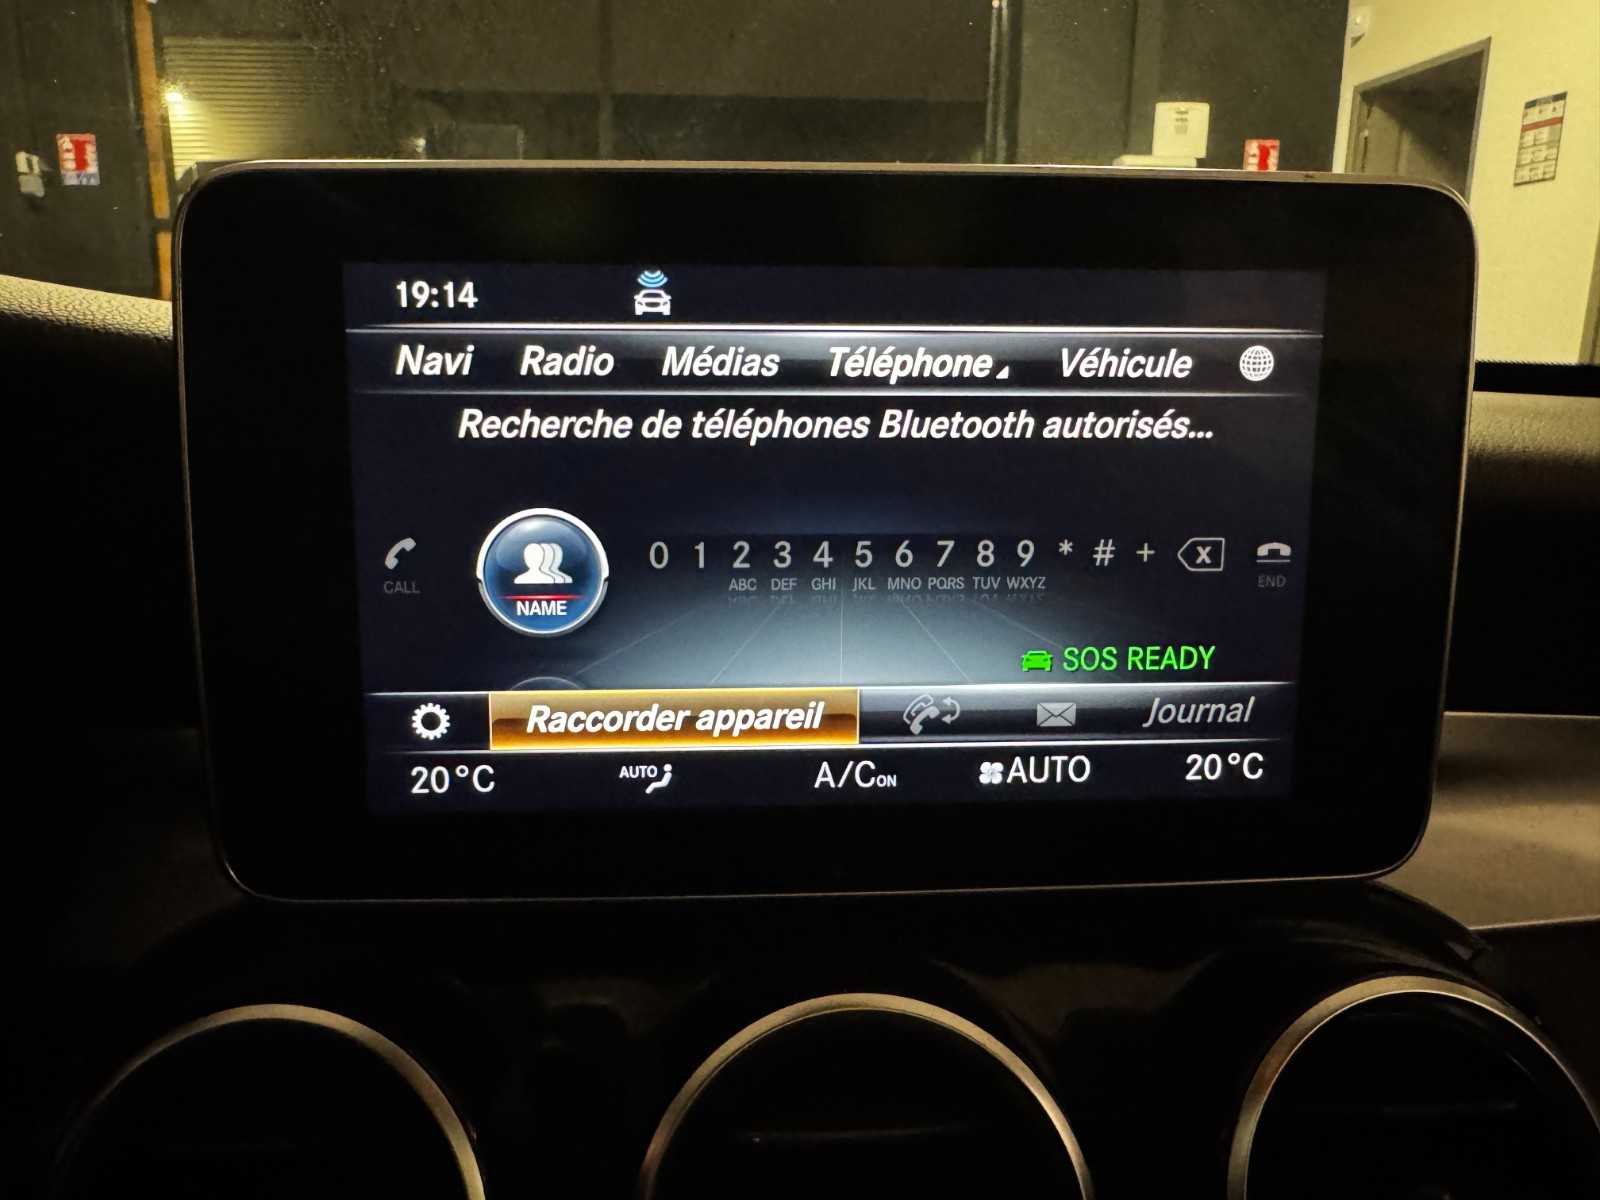 19:14
Navi Radio Médias Téléphone Véhicule
Recherche de téléphones Bluetooth autorisés...
CALL
NAME
0 1 2 3 4 5 6 7 8 9 * # + X
ABC DEF GHI JKL MNO PQRS TUV WXYZ
END
SOS READY
Raccorder appareil Journal
20°C AUTO A/C ON AUTO 20°C